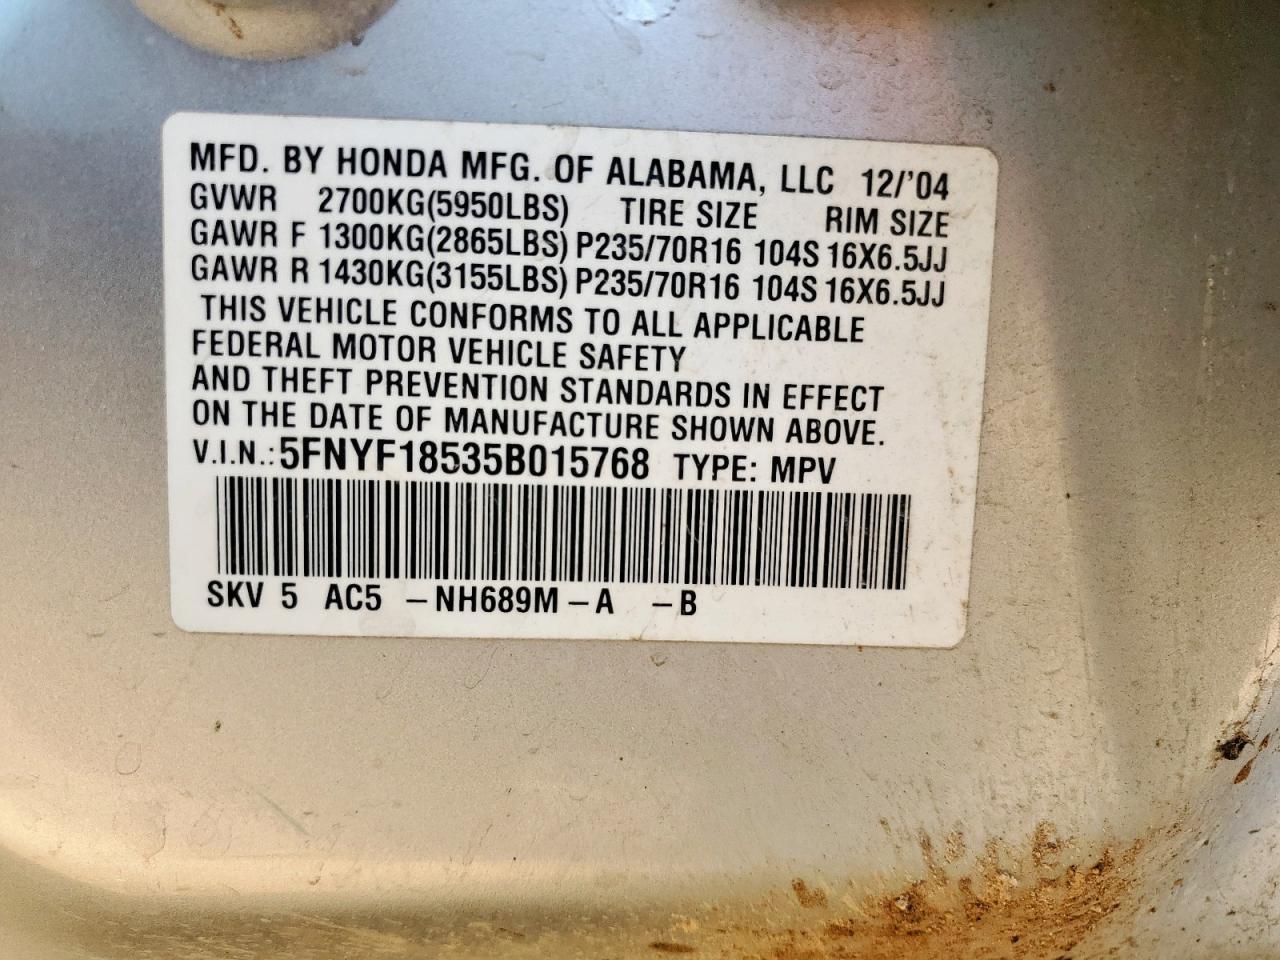 MFD. BY HONDA MFG. OF ALABAMA, LLC 12/'04
GVWR 2700KG(5950LBS) TIRE SIZE RIM SIZE
GAWR F 1300KG(2865LBS) P235/70R16 104S 16X6.5JJ
GAWR R 1430KG(3155LBS) P235/70R16 104S 16X6.5JJ
THIS VEHICLE CONFORMS TO ALL APPLICABLE
FEDERAL MOTOR VEHICLE SAFETY
AND THEFT PREVENTION STANDARDS IN EFFECT
ON THE DATE OF MANUFACTURE SHOWN ABOVE.
V.I.N.: 5FNYF18535B015768 TYPE: MPV
SKV 5 AC5 -NH689M-A -B